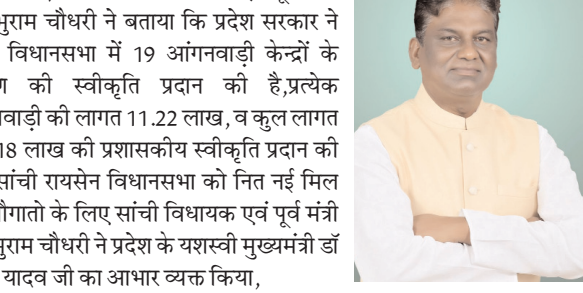 भुराम चौधरी ने बताया कि प्रदेश सरकार ने
विधानसभा में 19 आंगनवाड़ी केन्द्रों के
की स्वीकृति प्रदान की है,प्रत्येक
की लागत 11.22 लाख, व कुल लागत
18 लाख की प्रशासकीय स्वीकृति प्रदान की
सांची रायसेन विधानसभा को नित नई मिल
के लिए सांची विधायक एवं पूर्व मंत्री
भुराम चौधरी ने प्रदेश के यशस्वी मुख्यमंत्री डॉ
यादव जी का आभार व्यक्त किया,